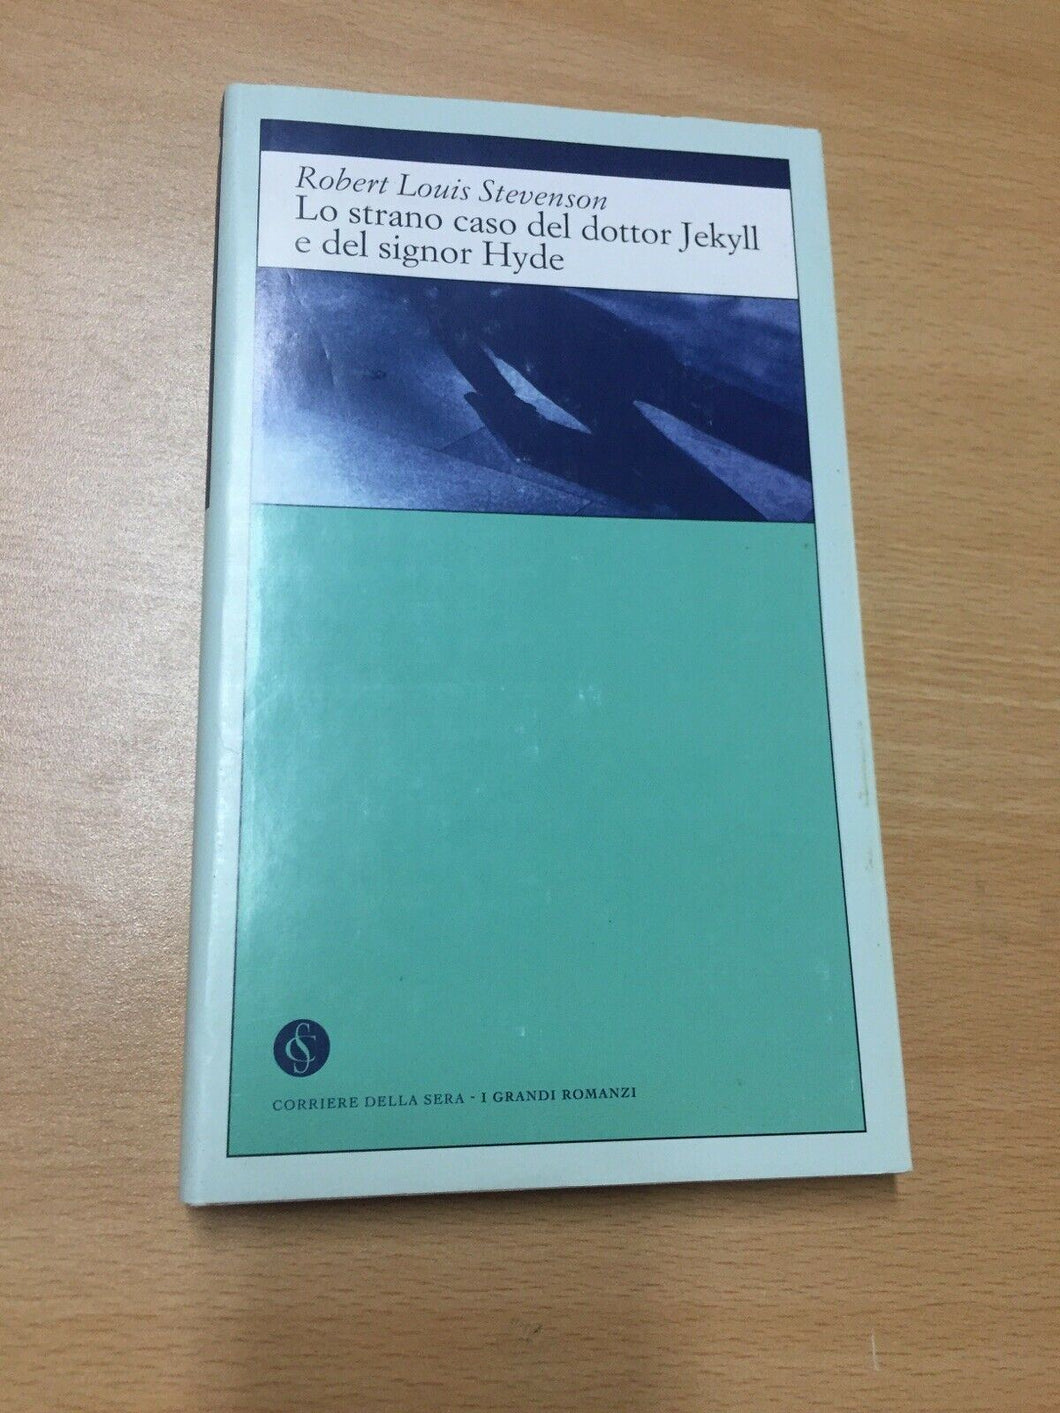 Robert Louis Stevenson
Lo strano caso del dottor Jekyll
e del signor Hyde
CS
CORRIERE DELLA SERA - I GRANDI ROMANZI